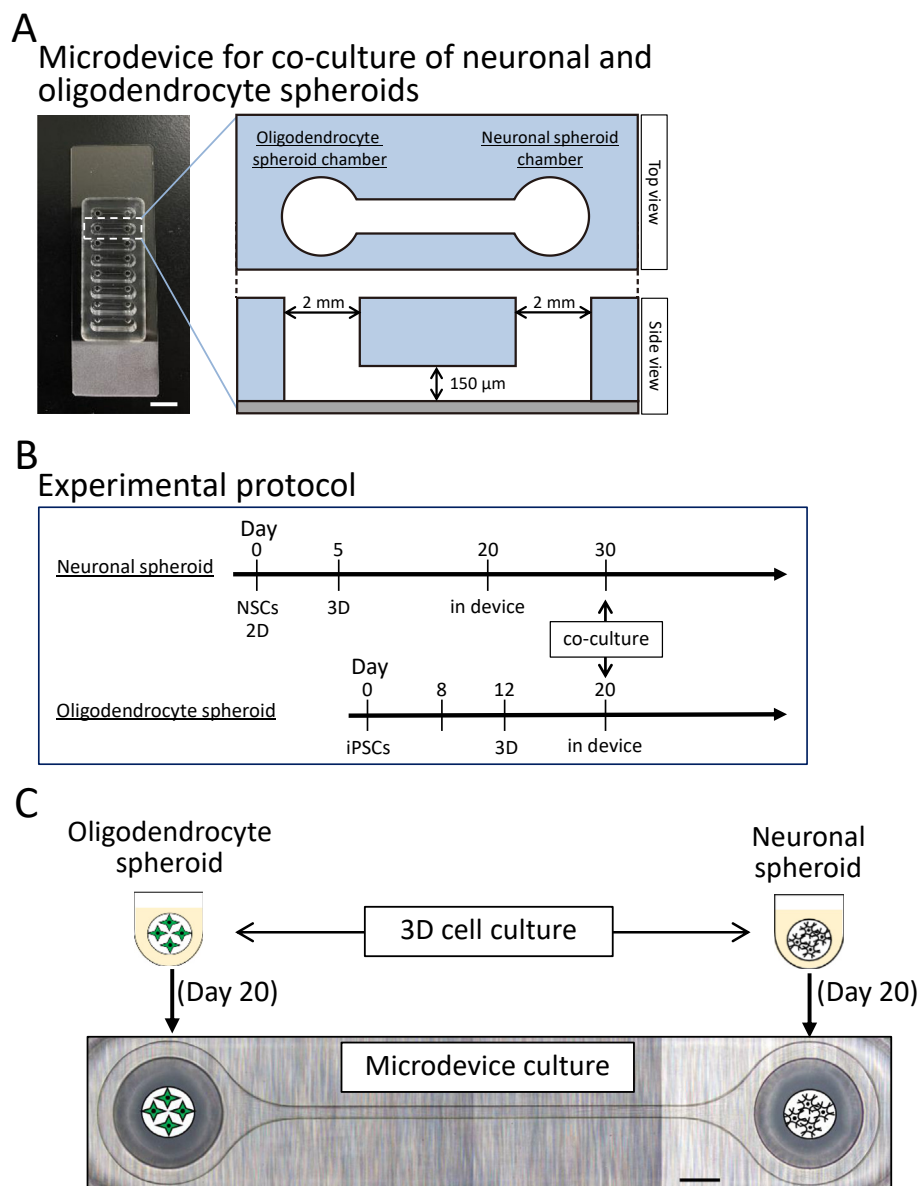 A
Microdevice for co-culture of neuronal and
oligodendrocyte spheroids
Oligodendrocyte
spheroid chamber
Neuronal spheroid
chamber
Top view
2 mm
2 mm
150 µm
Side view
B
Experimental protocol
Day
0 5 20 30
Neuronal spheroid
NSCs 3D in device
2D
co-culture
Day
0 8 12 20
Oligodendrocyte spheroid
iPSCs 3D in device
C
Oligodendrocyte
spheroid
Neuronal
spheroid
3D cell culture
(Day 20)
(Day 20)
Microdevice culture